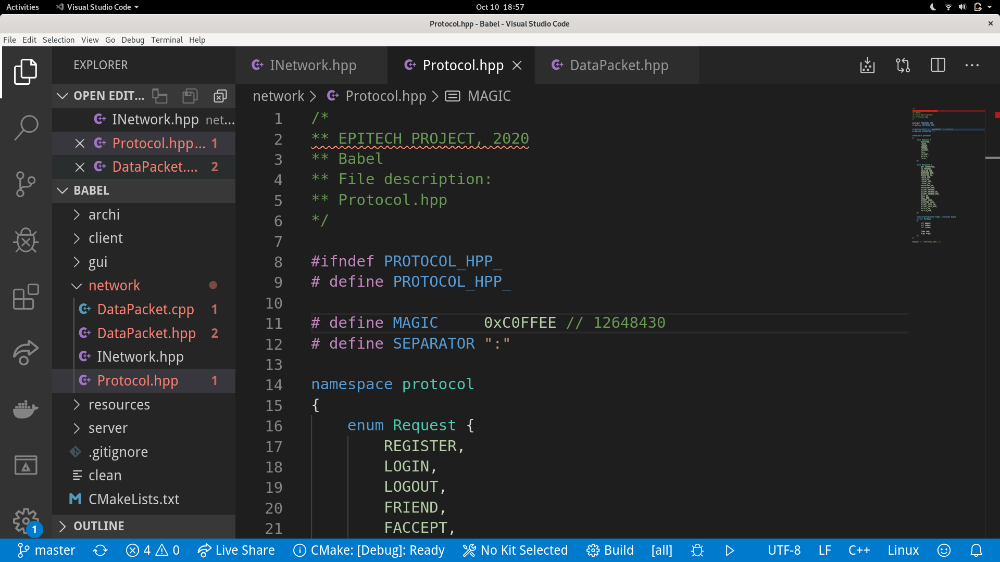 Activities Visual Studio Code Oct 10 18:57
Protocol.hpp - Babel - Visual Studio Code
File Edit Selection View Go Debug Terminal Help
EXPLORER
OPEN EDIT...
INetwork.hpp net...
Protocol.hpp... 1
DataPacket.... 2
BABEL
archi
client
gui
network
DataPacket.cpp 1
DataPacket.hpp 2
INetwork.hpp
Protocol.hpp 1
resources
server
.gitignore
clean
CMakeLists.txt
OUTLINE
1
INetwork.hpp Protocol.hpp DataPacket.hpp
network > Protocol.hpp > MAGIC
1 /*
2 ** EPITECH PROJECT, 2020
3 ** Babel
4 ** File description:
5 ** Protocol.hpp
6 */
7
8 #ifndef PROTOCOL_HPP_
9 # define PROTOCOL_HPP_
10
11 # define MAGIC     0xC0FFEE // 12648430
12 # define SEPARATOR ":"
13
14 namespace protocol
15 {
16     enum Request {
17         REGISTER,
18         LOGIN,
19         LOGOUT,
20         FRIEND,
21         FACCEPT,
master 4 0 Live Share CMake: [Debug]: Ready No Kit Selected Build [all] UTF-8 LF C++ Linux